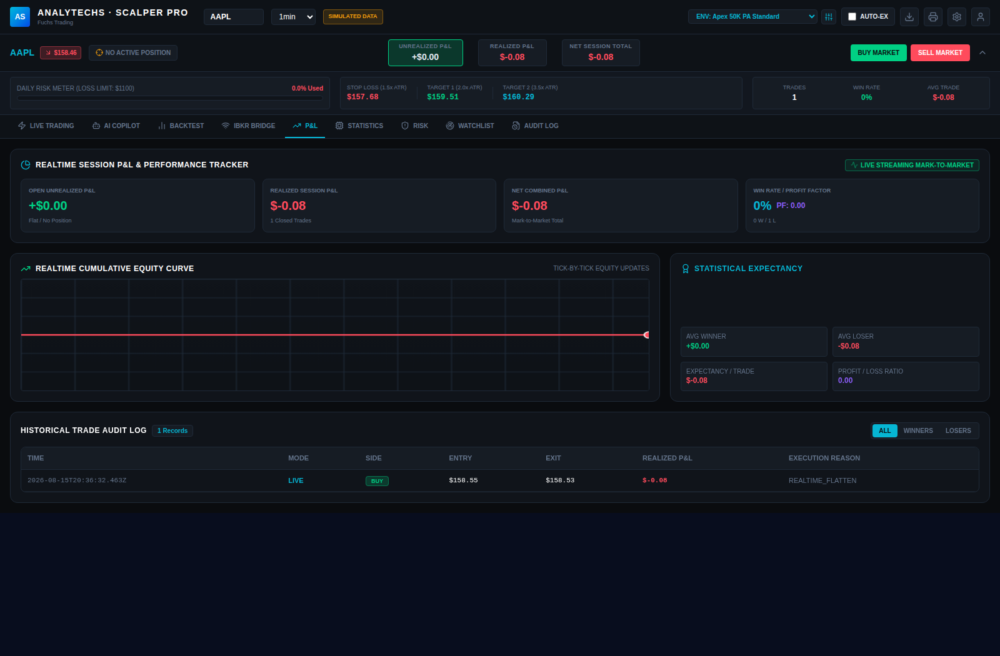 AS
ANALYTECHS · SCALPER PRO
Fuchs Trading
AAPL
1min
SIMULATED DATA
ENV: Apex 50K PA Standard
AUTO-EX
AAPL
$158.46
NO ACTIVE POSITION
UNREALIZED P&L
+$0.00
REALIZED P&L
$-0.08
NET SESSION TOTAL
$-0.08
BUY MARKET
SELL MARKET
DAILY RISK METER (LOSS LIMIT: $1100)
0.0% Used
STOP LOSS (1.5x ATR)
$157.68
TARGET 1 (2.0x ATR)
$159.51
TARGET 2 (3.5x ATR)
$160.29
TRADES
1
WIN RATE
0%
AVG TRADE
$-0.08
LIVE TRADING
AI COPILOT
BACKTEST
IBKR BRIDGE
P&L
STATISTICS
RISK
WATCHLIST
AUDIT LOG
REALTIME SESSION P&L & PERFORMANCE TRACKER
LIVE STREAMING MARK-TO-MARKET
OPEN UNREALIZED P&L
+$0.00
Flat / No Position
REALIZED SESSION P&L
$-0.08
1 Closed Trades
NET COMBINED P&L
$-0.08
Mark-to-Market Total
WIN RATE / PROFIT FACTOR
0% PF: 0.00
0 W / 1 L
REALTIME CUMULATIVE EQUITY CURVE
TICK-BY-TICK EQUITY UPDATES
STATISTICAL EXPECTANCY
AVG WINNER
+$0.00
AVG LOSER
-$0.08
EXPECTANCY / TRADE
$-0.08
PROFIT / LOSS RATIO
0.00
HISTORICAL TRADE AUDIT LOG
1 Records
ALL
WINNERS
LOSERS
TIME MODE SIDE ENTRY EXIT REALIZED P&L EXECUTION REASON
2026-08-15T20:36:32.463Z LIVE BUY $158.55 $158.53 $-0.08 REALTIME_FLATTEN